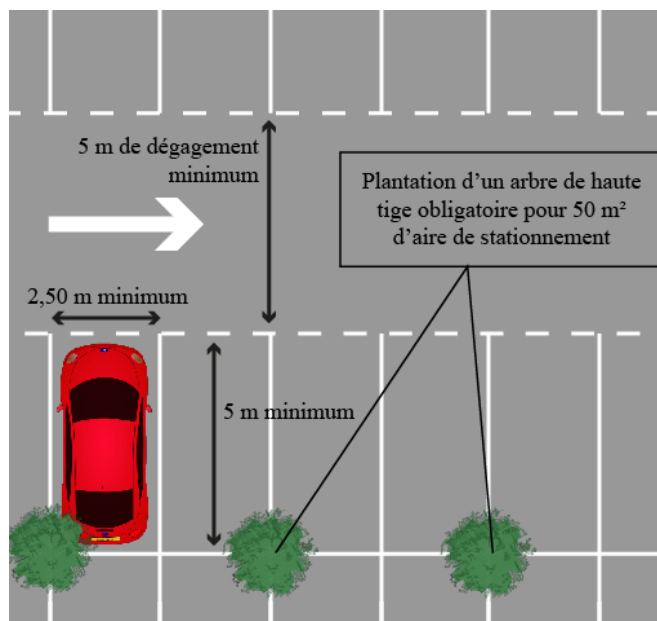 5 m de dégagement
minimum
Plantation d’un arbre de haute
tige obligatoire pour 50 m²
d’aire de stationnement
2,50 m minimum
5 m minimum